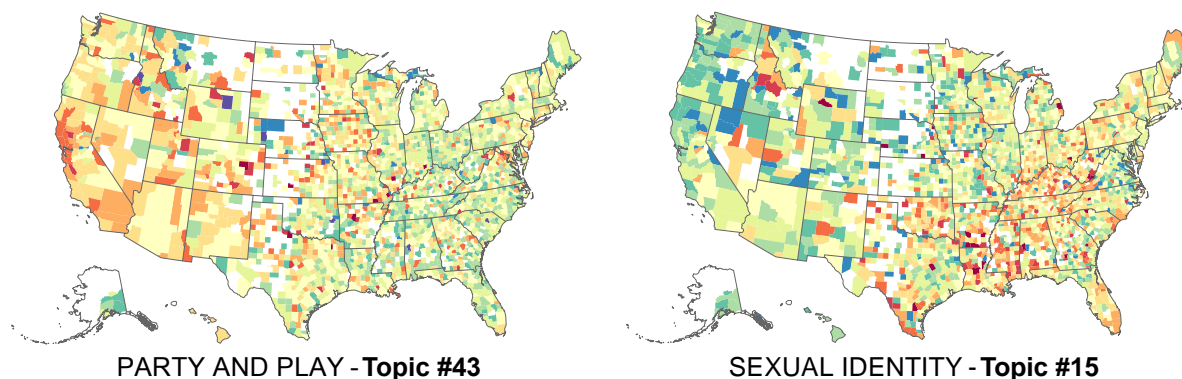 PARTY AND PLAY - Topic #43
SEXUAL IDENTITY - Topic #15